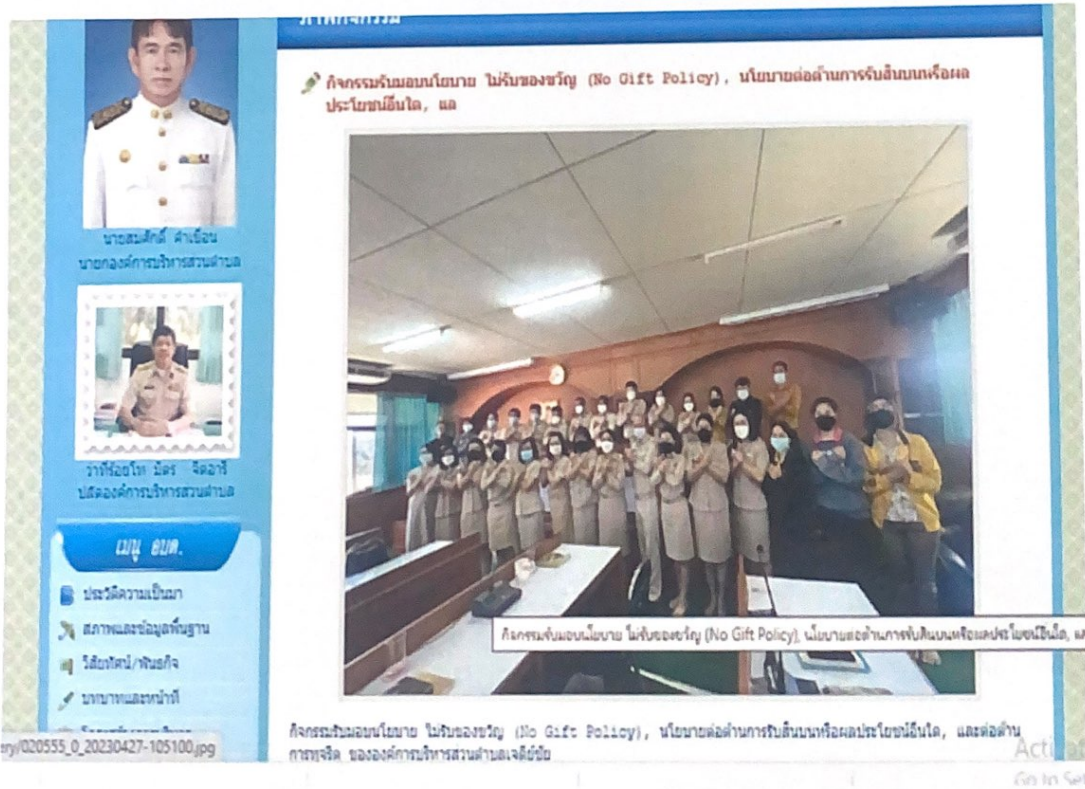 ภาพกิจกรรม
กิจกรรมรับมอบนโยบาย ไม่รับของขวัญ (No Gift Policy), นโยบายต่อต้านการรับสินบนหรือผล
ประโยชน์อื่นใด, แล
นายสมศักดิ์ คำเขื่อน
นายกองค์การบริหารส่วนตำบล
ว่าที่ร้อยโท มิตร จิตอารี
ปลัดองค์การบริหารส่วนตำบล
เมนู อบต.
ประวัติความเป็นมา
สภาพและข้อมูลพื้นฐาน
วิสัยทัศน์/พันธกิจ
บทบาทและหน้าที่
กิจกรรมรับมอบนโยบาย ไม่รับของขวัญ (No Gift Policy), นโยบายต่อต้านการรับสินบนหรือผลประโยชน์อื่นใด, แล
กิจกรรมรับมอบนโยบาย ไม่รับของขวัญ (No Gift Policy), นโยบายต่อต้านการรับสินบนหรือผลประโยชน์อื่นใด, และต่อต้าน
การทุจริต ขององค์การบริหารส่วนตำบลเจดีย์ชัย
ery/020555_0_20230427-105100.jpg